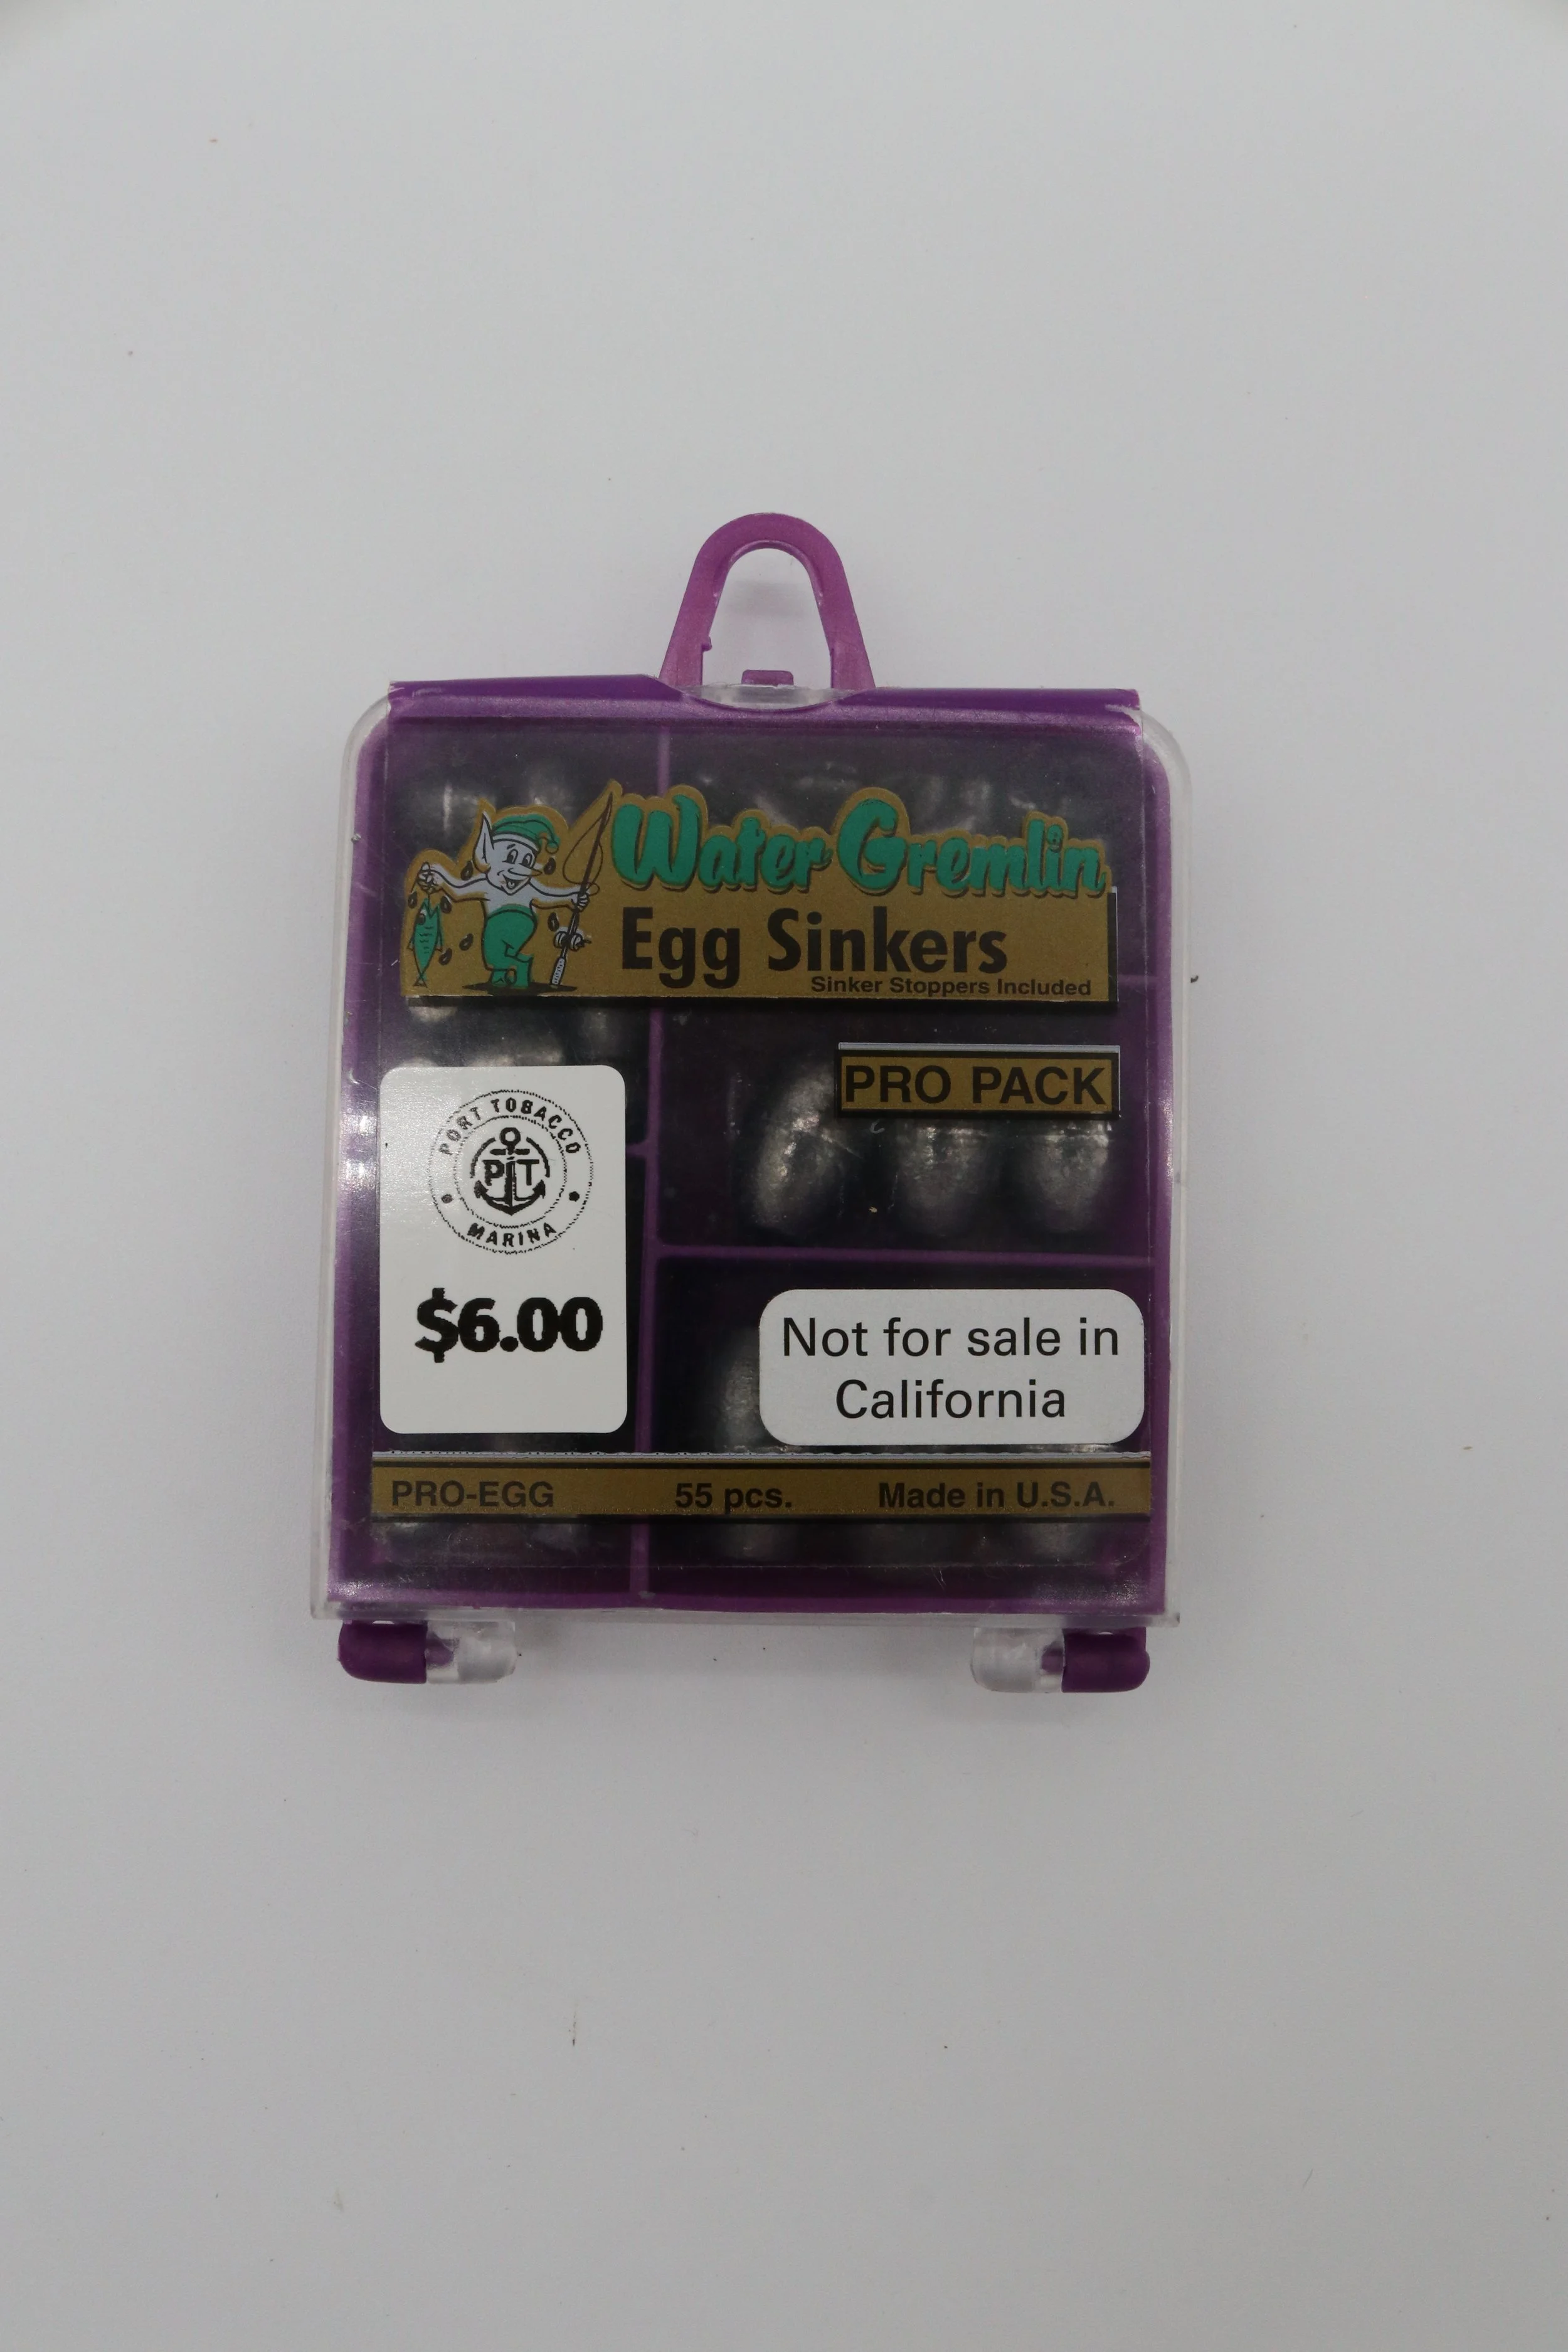 Water Gremlin
Egg Sinkers
Sinker Stoppers Included
PRO PACK
PORT TOBACCO
PT
MARINA
$6.00
Not for sale in
California
PRO-EGG 55 pcs. Made in U.S.A.